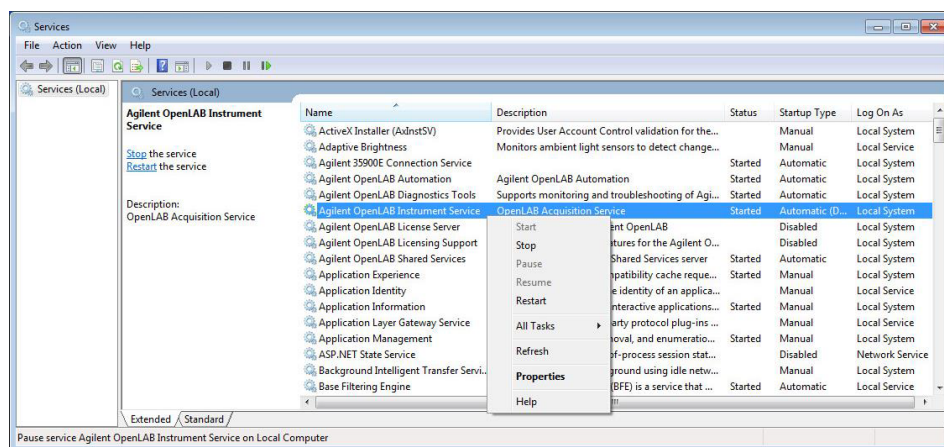 Services
File Action View Help
Services (Local)
Services (Local)
Agilent OpenLAB Instrument
Service
Stop the service
Restart the service
Description:
OpenLAB Acquisition Service
Name Description Status Startup Type Log On As
ActiveX Installer (AxInstSV) Provides User Account Control validation for the... Manual Local System
Adaptive Brightness Monitors ambient light sensors to detect change... Manual Local Service
Agilent 35900E Connection Service Started Automatic Local System
Agilent OpenLAB Automation Agilent OpenLAB Automation Started Automatic Local System
Agilent OpenLAB Diagnostics Tools Supports monitoring and troubleshooting of Agi... Started Automatic Local System
Agilent OpenLAB Instrument Service OpenLAB Acquisition Service Started Automatic (D... Local System
Agilent OpenLAB License Server ent OpenLAB Disabled Local System
Agilent OpenLAB Licensing Support tures for the Agilent O... Disabled Local System
Agilent OpenLAB Shared Services Shared Services server Started Automatic Local System
Application Experience npatibility cache reque... Started Manual Local System
Application Identity e identity of an applica... Manual Local Service
Application Information nteractive applications... Started Manual Local System
Application Layer Gateway Service arty protocol plug-ins ... Manual Local Service
Application Management oval, and enumeratio... Started Manual Local System
ASP.NET State Service of-process session stat... Disabled Network Service
Background Intelligent Transfer Servi... ground using idle netw... Manual Local System
Base Filtering Engine (BFE) is a service that ... Started Automatic Local Service
Start
Stop
Pause
Resume
Restart
All Tasks
Refresh
Properties
Help
Extended Standard
Pause service Agilent OpenLAB Instrument Service on Local Computer